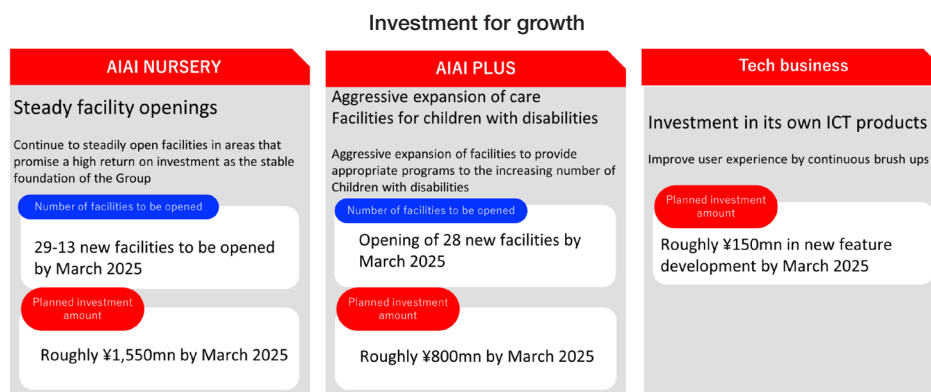 Investment for growth
AIAI NURSERY
Steady facility openings
Continue to steadily open facilities in areas that
promise a high return on investment as the stable
foundation of the Group
Number of facilities to be opened
29-13 new facilities to be opened
by March 2025
Planned investment
amount
Roughly ¥1,550mn by March 2025
AIAI PLUS
Aggressive expansion of care
Facilities for children with disabilities
Aggressive expansion of facilities to provide
appropriate programs to the increasing number of
Children with disabilities
Number of facilities to be opened
Opening of 28 new facilities by
March 2025
Planned investment
amount
Roughly ¥800mn by March 2025
Tech business
Investment in its own ICT products
Improve user experience by continuous brush ups
Planned investment
amount
Roughly ¥150mn in new feature
development by March 2025